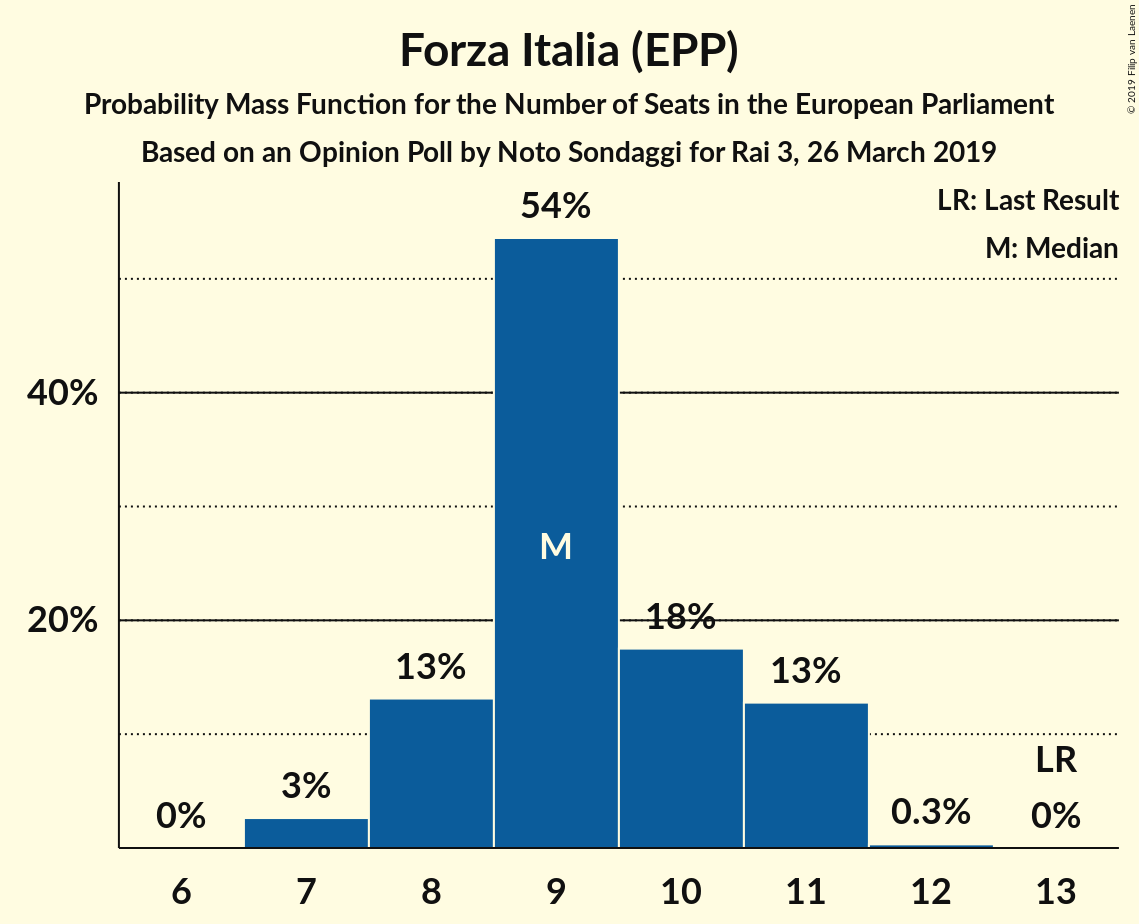 Forza Italia (EPP)
Probability Mass Function for the Number of Seats in the European Parliament
Based on an Opinion Poll by Noto Sondaggi for Rai 3, 26 March 2019
© 2019 Filip van Laenen
LR: Last Result
M: Median
54%
40%
M
20%
18%
13%
13%
3%
LR
0%
0.3%
0%
6 7 8 9 10 11 12 13